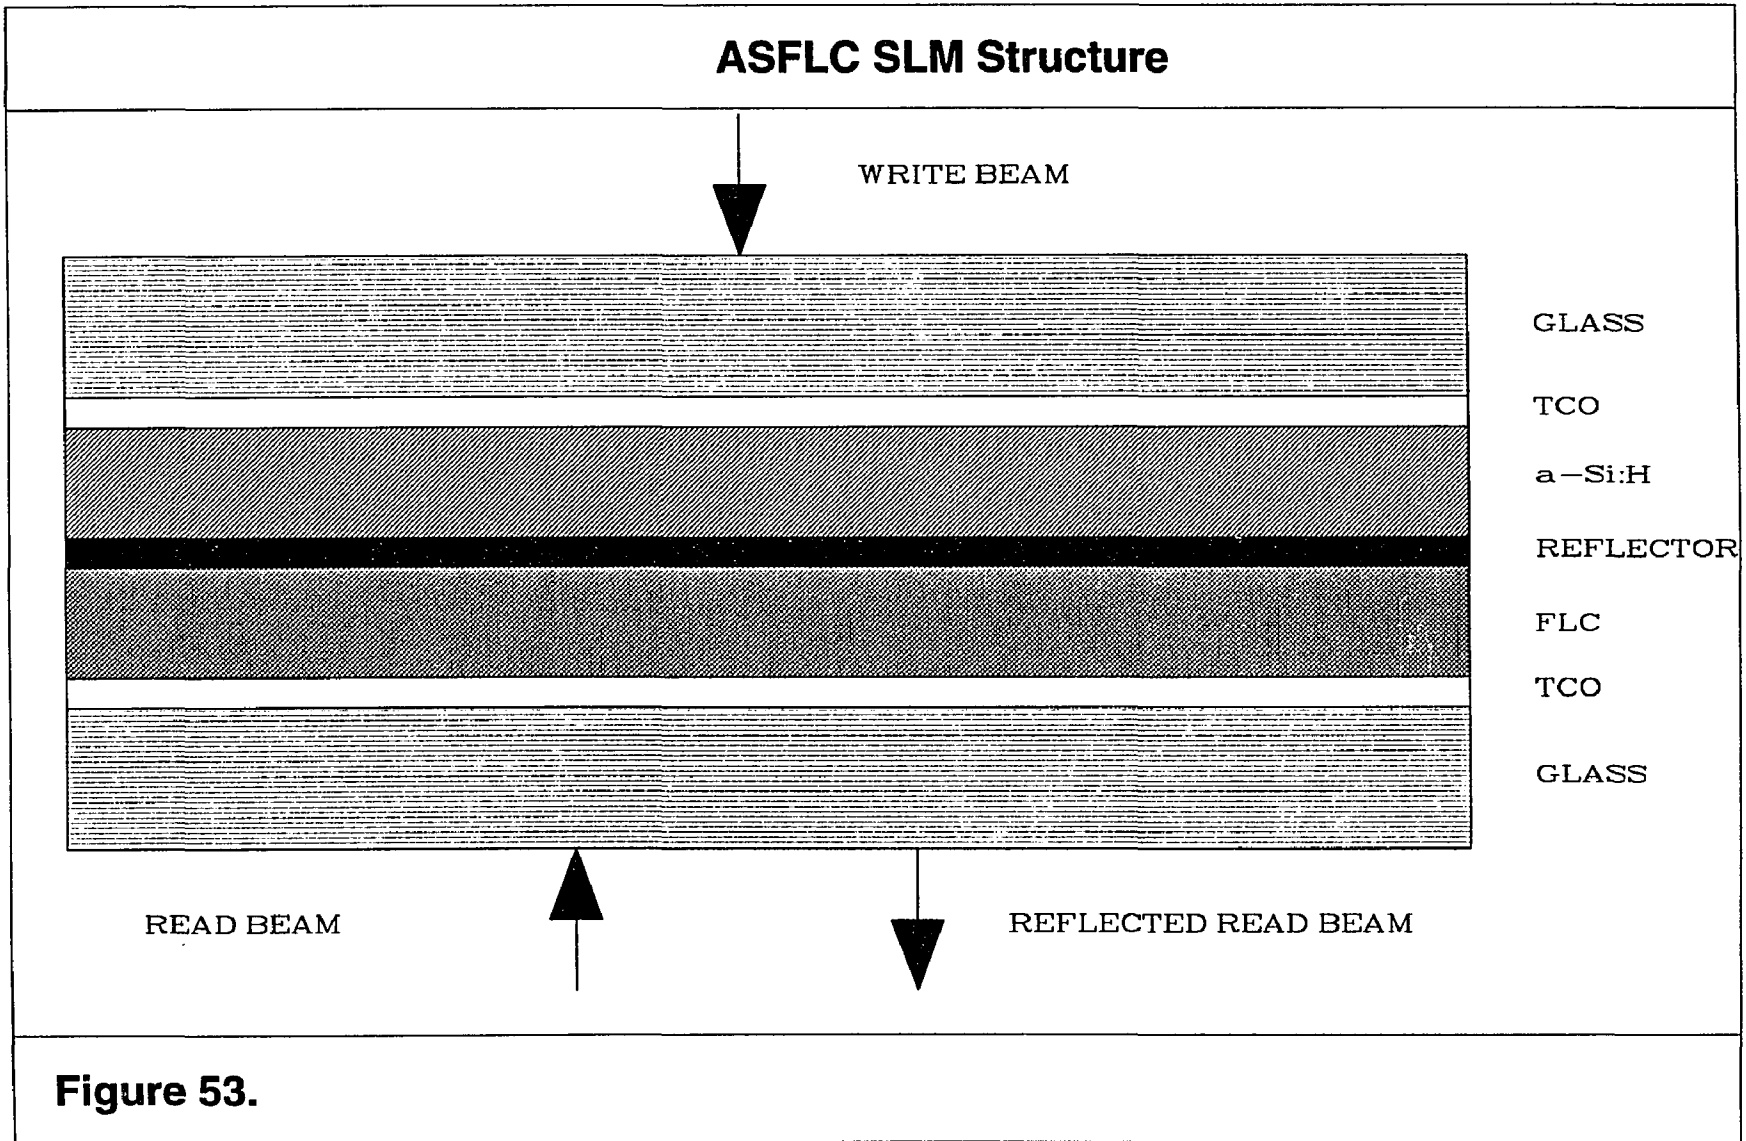 ASFLC SLM Structure
WRITE BEAM
GLASS
TCO
a-Si:H
REFLECTOR
FLC
TCO
GLASS
READ BEAM
REFLECTED READ BEAM
Figure 53.